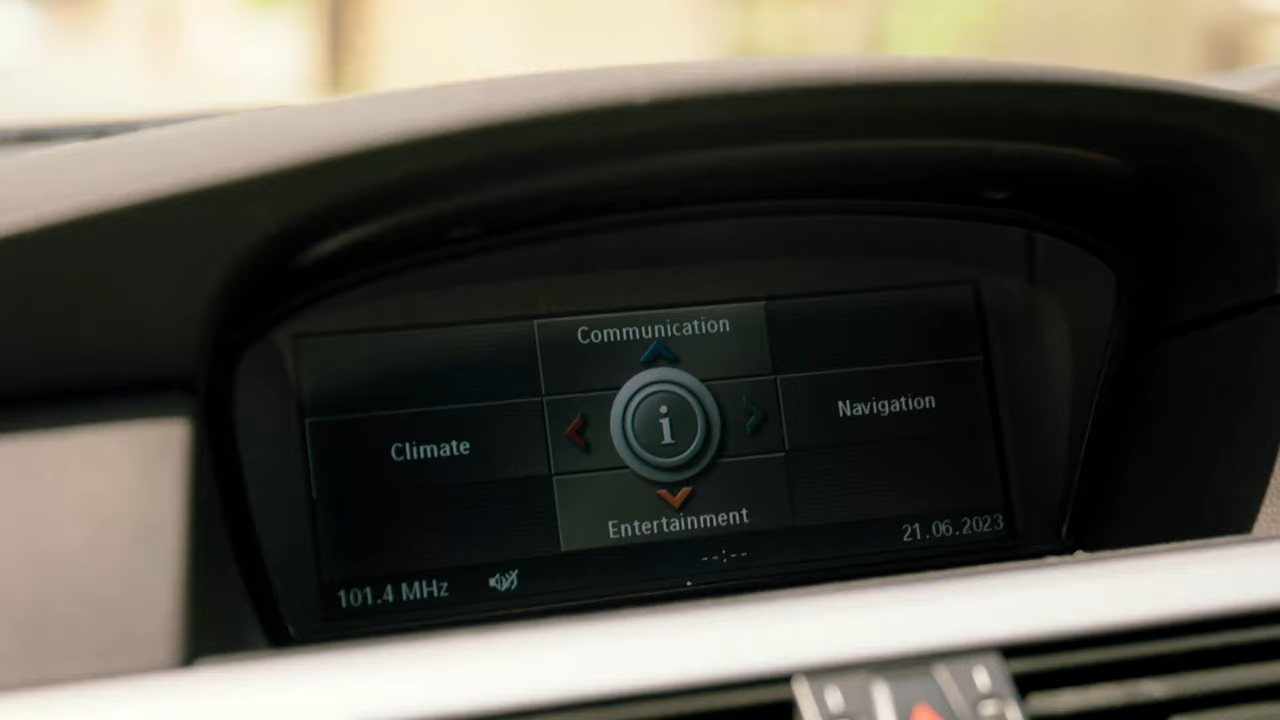 Communication
Climate
i
Navigation
Entertainment
101.4 MHz
--:--
21.06.2023